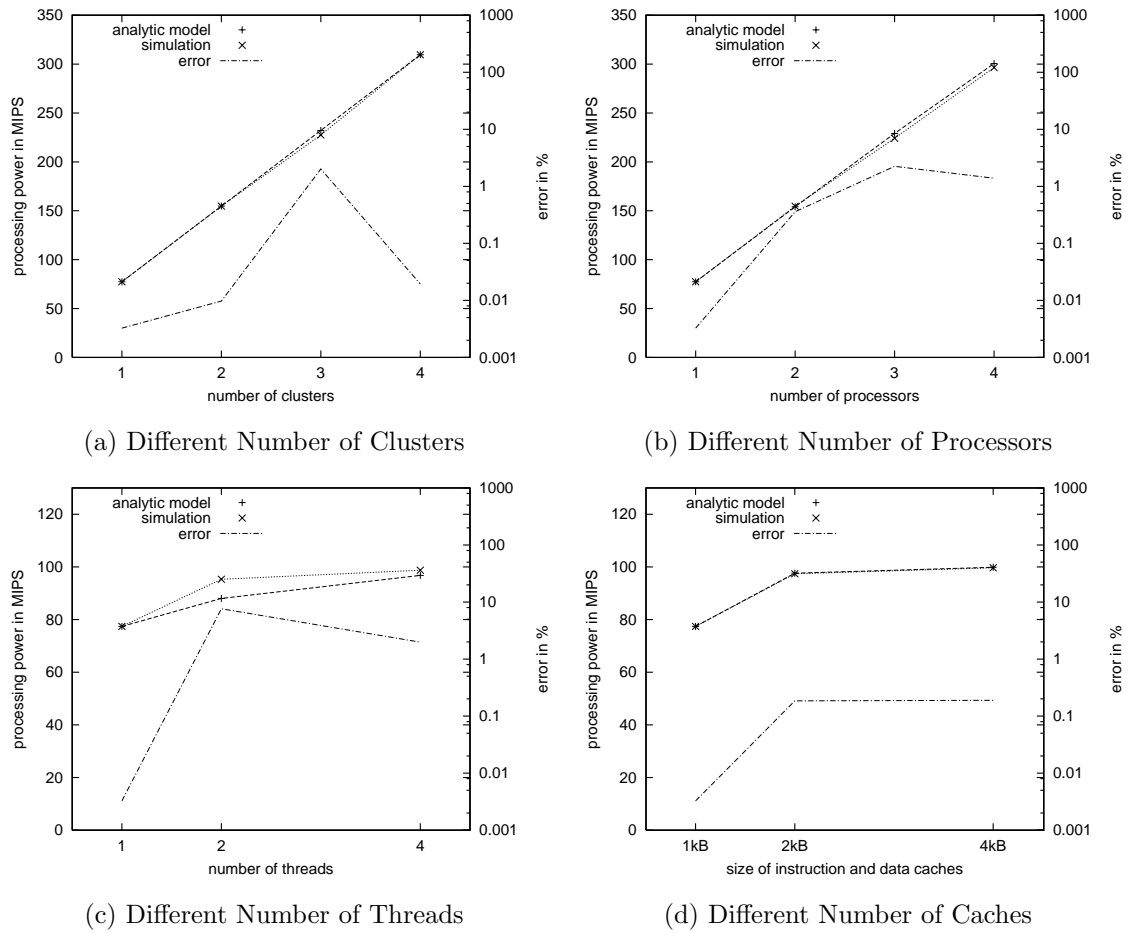 350
300
250
200
150
100
50
0
processing power in MIPS
analytic model
simulation
error
1000
100
10
1
0.1
0.01
0.001
error in %
1 2 3 4
number of clusters
(a) Different Number of Clusters
350
300
250
200
150
100
50
0
processing power in MIPS
analytic model
simulation
error
1000
100
10
1
0.1
0.01
0.001
error in %
1 2 3 4
number of processors
(b) Different Number of Processors
120
100
80
60
40
20
0
processing power in MIPS
analytic model
simulation
error
1000
100
10
1
0.1
0.01
0.001
error in %
1 2 4
number of threads
(c) Different Number of Threads
120
100
80
60
40
20
0
processing power in MIPS
analytic model
simulation
error
1000
100
10
1
0.1
0.01
0.001
error in %
1kB 2kB 4kB
size of instruction and data caches
(d) Different Number of Caches